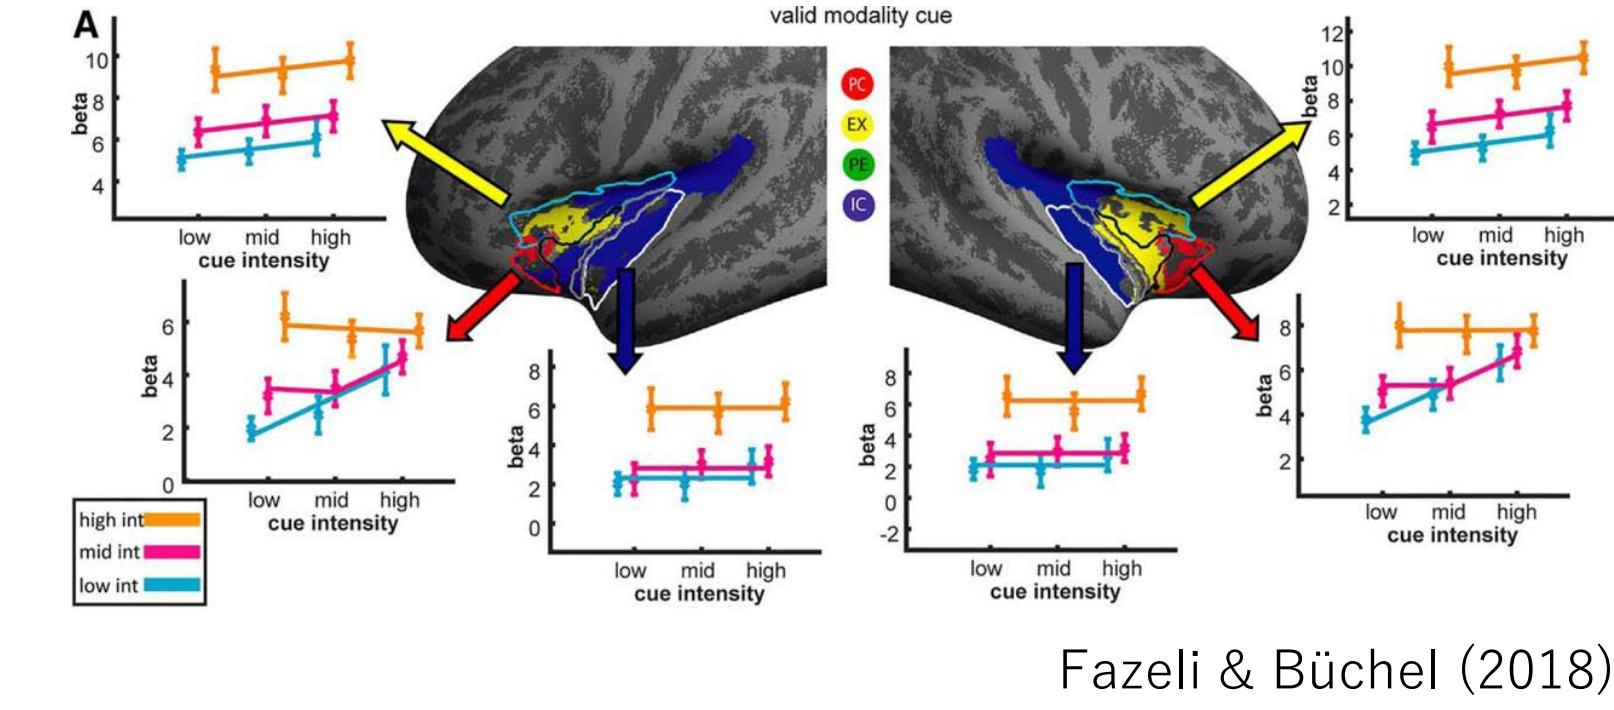 A
valid modality cue
10
8
6
4
beta
low mid high
cue intensity
PC
EX
PE
IC
12
10
8
6
4
2
beta
low mid high
cue intensity
6
4
2
0
beta
low mid high
cue intensity
8
6
4
2
0
beta
low mid high
cue intensity
8
6
4
2
0
-2
beta
low mid high
cue intensity
8
6
4
2
beta
low mid high
cue intensity
high int
mid int
low int
Fazeli & Büchel (2018)